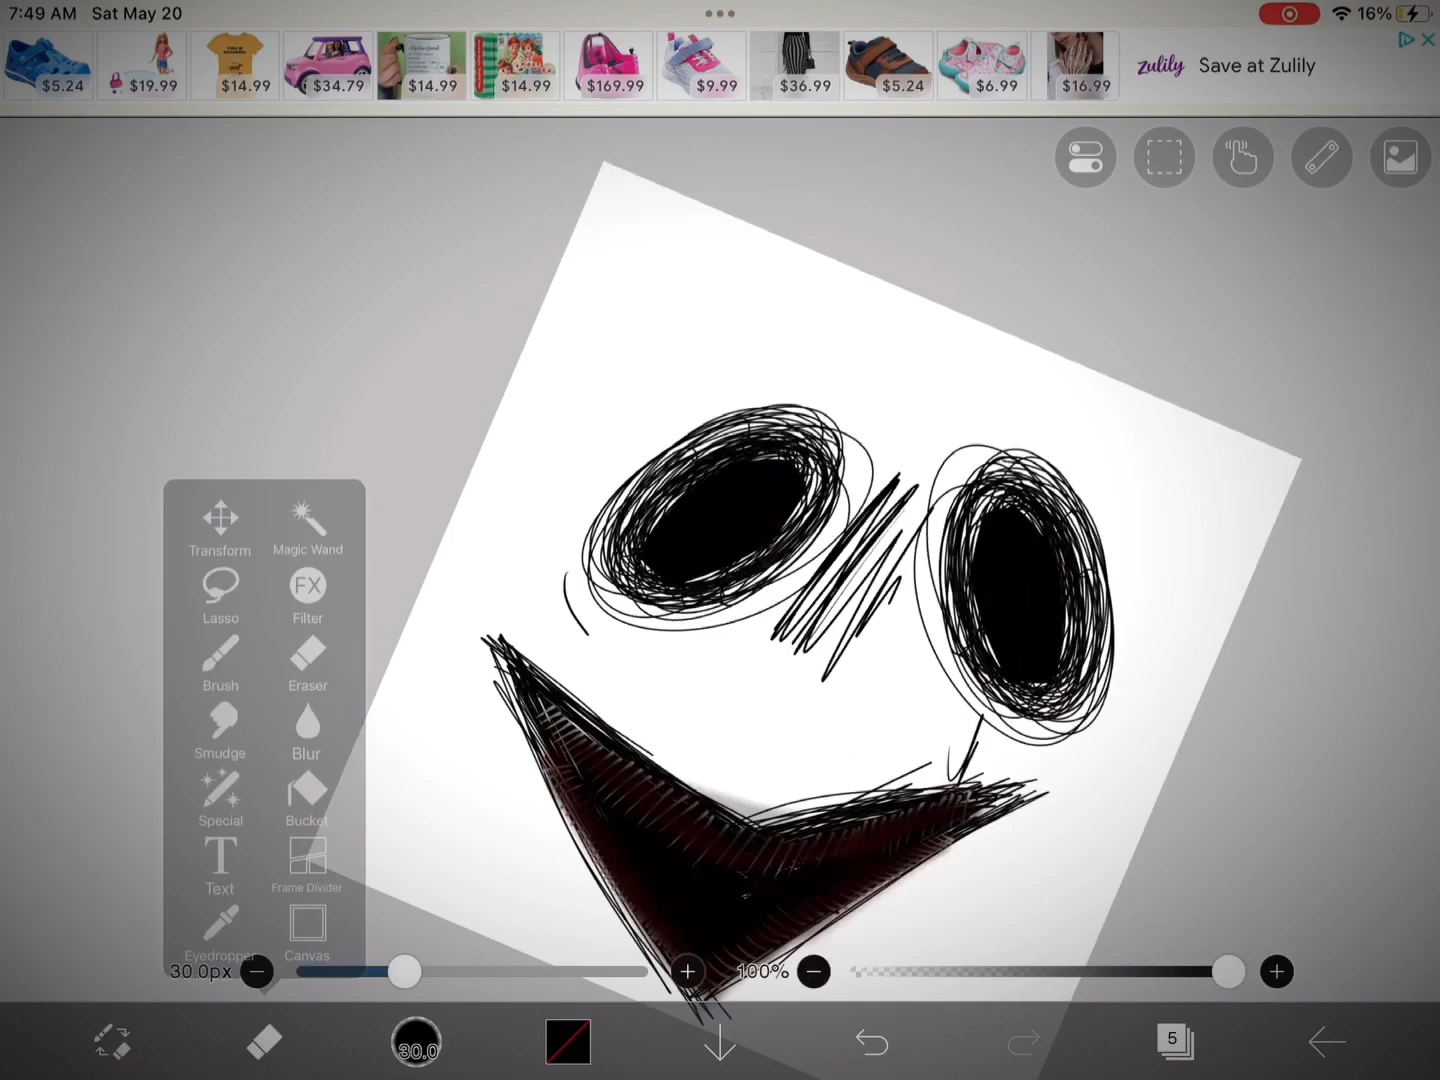 7:49 AM Sat May 20
16%
$5.24 $19.99 $14.99 $34.79 $14.99 $14.99 $169.99 $9.99 $36.99 $5.24 $6.99 $16.99
zulily Save at Zulily
Transform Magic Wand
FX
Lasso Filter
Brush Eraser
Smudge Blur
Special Bucket
T
Text Frame Divider
Eyedropper Canvas
30.0px 100%
30.0
5